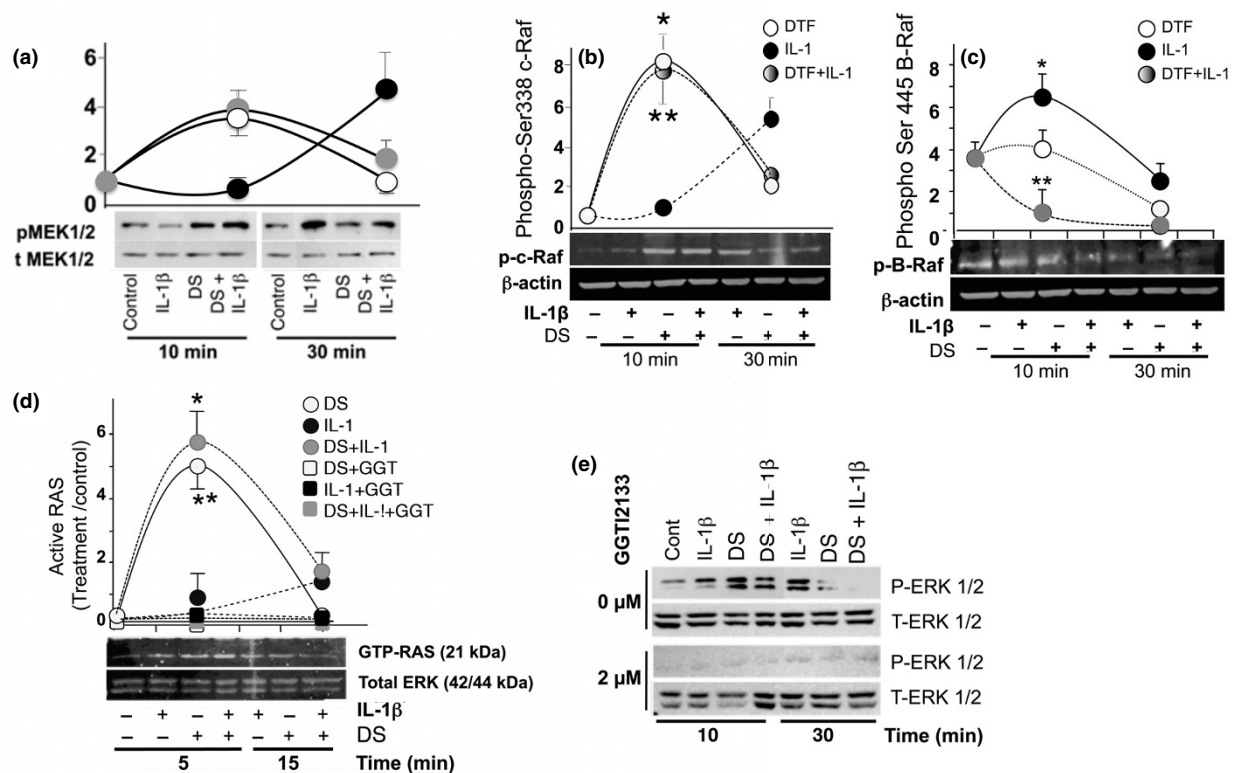 (a)
6
4
2
0
pMEK1/2
t MEK1/2
Control
IL-1β
DS
DS +
IL-1β
Control
IL-1β
DS
DS +
IL-1β
10 min
30 min
(b)
DTF
IL-1
DTF+IL-1
Phospho-Ser338 c-Raf
8
6
4
2
0
*
**
p-c-Raf
β-actin
IL-1β – + – + + – +
DS – – + + – + +
10 min
30 min
(c)
DTF
IL-1
DTF+IL-1
Phospho Ser 445 B-Raf
8
6
4
2
0
*
**
p-B-Raf
β-actin
IL-1β – + – + + – +
DS – – + + – + +
10 min
30 min
(d)
DS
IL-1
DS+IL-1
DS+GGT
IL-1+GGT
DS+IL-!+GGT
Active RAS
(Treatment /control)
6
4
2
0
*
**
GTP-RAS (21 kDa)
Total ERK (42/44 kDa)
– + – + + – + IL-1β
– – + + – + + DS
5 15 Time (min)
(e)
GGTI2133
Cont
IL-1β
DS
DS + IL-1β
IL-1β
DS
DS + IL-1β
0 µM
P-ERK 1/2
T-ERK 1/2
2 µM
P-ERK 1/2
T-ERK 1/2
10 30 Time (min)